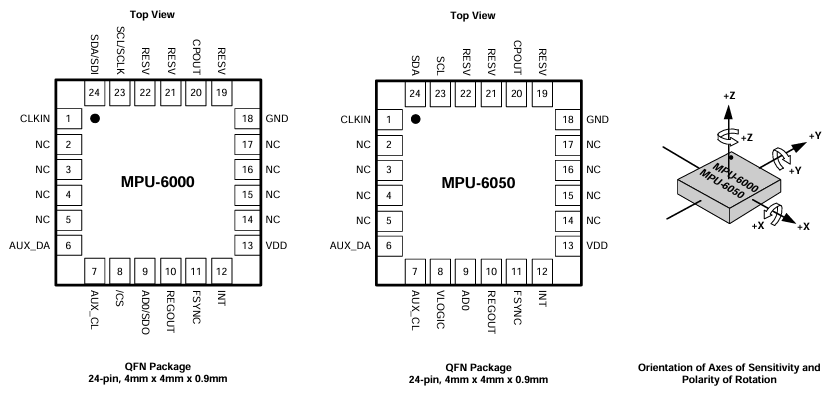 Top View
SDA/SDI
SCL/SCLK
RESV
RESV
CPOUT
RESV
24 23 22 21 20 19
CLKIN 1 18 GND
NC 2 17 NC
NC 3 16 NC
MPU-6000
NC 4 15 NC
NC 5 14 NC
AUX_DA 6 13 VDD
7 8 9 10 11 12
AUX_CL
/CS
AD0/SDO
REGOUT
FSYNC
INT
QFN Package
24-pin, 4mm x 4mm x 0.9mm
Top View
SDA
SCL
RESV
RESV
CPOUT
RESV
24 23 22 21 20 19
CLKIN 1 18 GND
NC 2 17 NC
NC 3 16 NC
MPU-6050
NC 4 15 NC
NC 5 14 NC
AUX_DA 6 13 VDD
7 8 9 10 11 12
AUX_CL
VLOGIC
AD0
REGOUT
FSYNC
INT
QFN Package
24-pin, 4mm x 4mm x 0.9mm
+Z
+Z
+Y
+Y
MPU-6000
MPU-6050
+X
+X
Orientation of Axes of Sensitivity and
Polarity of Rotation